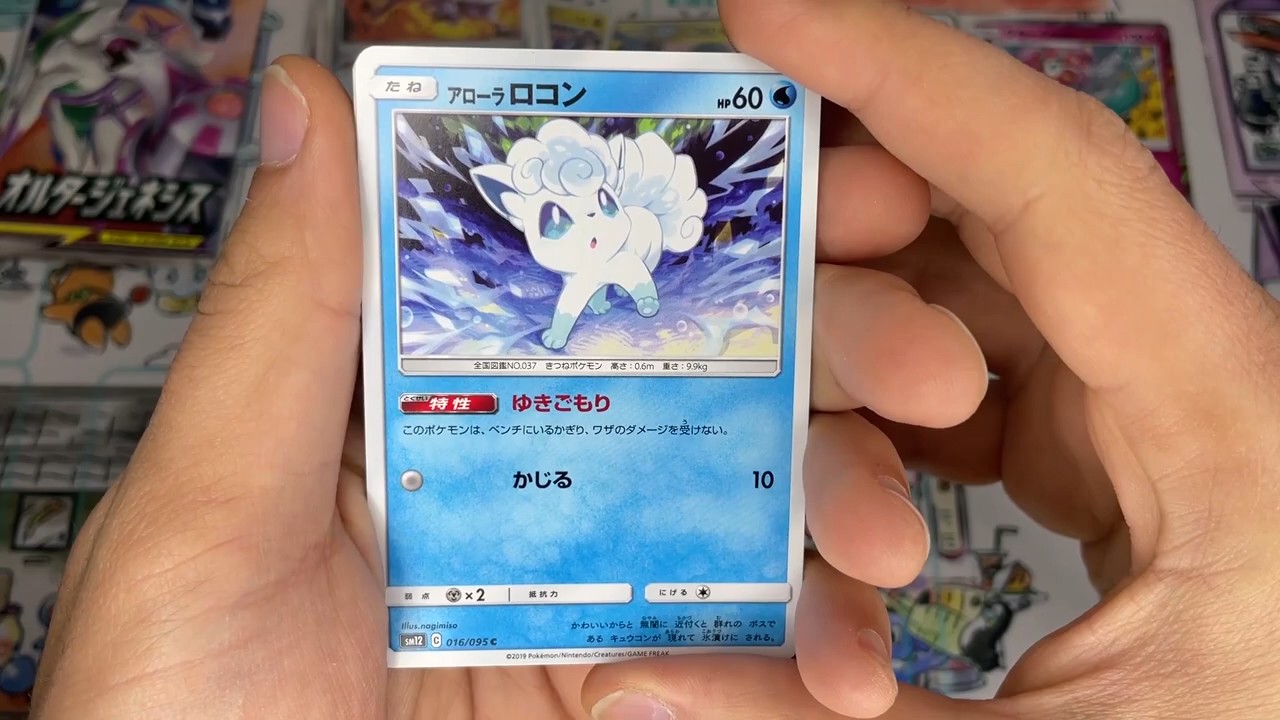 オルタージェネシス
たね アローラ ロコン HP60
全国図鑑NO.037 きつねポケモン 高さ:0.6m 重さ:9.9kg
とくせい 特性 ゆきごもり
このポケモンは、ベンチにいるかぎり、ワザのダメージを受けない。
かじる 10
弱点 ×2 抵抗力 にげる
Illus.nagimiso
かわいいからと 無闇に 近付くと 群れの ボスで
ある キュウコンが 現れて 氷漬けに される。
SM12 C 016/095 C
©2019 Pokémon/Nintendo/Creatures/GAME FREAK.